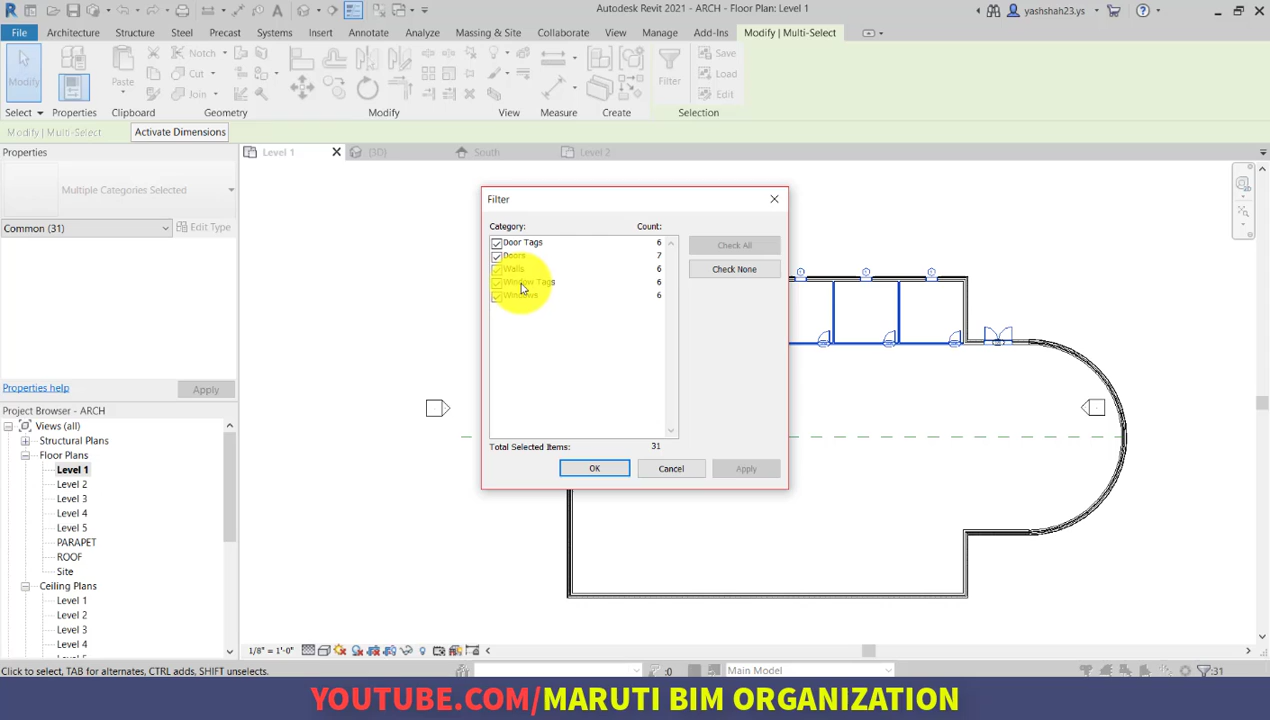 Autodesk Revit 2021 - ARCH - Floor Plan: Level 1
yashshah23.ys
File Architecture Structure Steel Precast Systems Insert Annotate Analyze Massing & Site Collaborate View Manage Add-Ins Modify | Multi-Select
Modify
Paste
Notch
Cut
Join
Filter
Save
Load
Edit
Select Properties Clipboard Geometry Modify View Measure Create Selection
Modify | Multi-Select
Activate Dimensions
Properties
Level 1
(3D)
South
Level 2
Multiple Categories Selected
Common (31)
Edit Type
Properties help
Apply
Project Browser - ARCH
Views (all)
Structural Plans
Floor Plans
Level 1
Level 2
Level 3
Level 4
Level 5
PARAPET
ROOF
Site
Ceiling Plans
Level 1
Level 2
Level 3
Level 4
Filter
Category: Count:
Door Tags 6
Doors 7
Walls 6
Window Tags 6
Windows 6
Check All
Check None
Total Selected Items: 31
OK Cancel Apply
1/8" = 1'-0"
Click to select, TAB for alternates, CTRL adds, SHIFT unselects.
:0
Main Model
:31
YOUTUBE.COM/MARUTI BIM ORGANIZATION